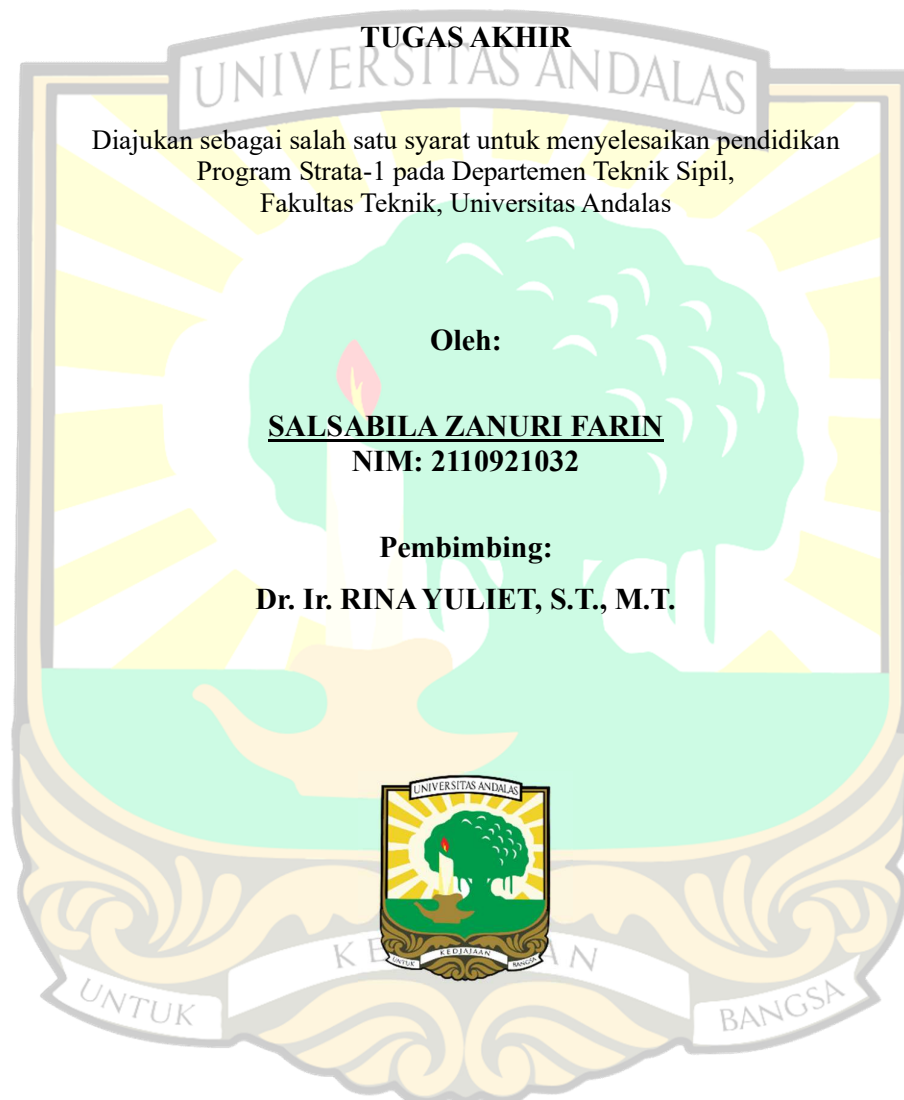 TUGAS AKHIR
UNIVERSITAS ANDALAS
Diajukan sebagai salah satu syarat untuk menyelesaikan pendidikan
Program Strata-1 pada Departemen Teknik Sipil,
Fakultas Teknik, Universitas Andalas
Oleh:
SALSABILA ZANURI FARIN
NIM: 2110921032
Pembimbing:
Dr. Ir. RINA YULIET, S.T., M.T.
UNIVERSITAS ANDALAS
UNTUK KEDJAJAAN BANGSA
UNTUK KE AN BANGSA